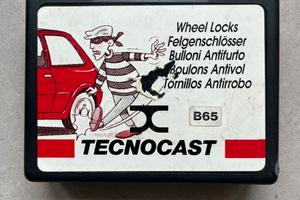 Wheel Locks
Felgenschlösser
Bulloni Antifurto
Boulons Antivol
Tornillos Antirrobo
B65
TECNOCAST